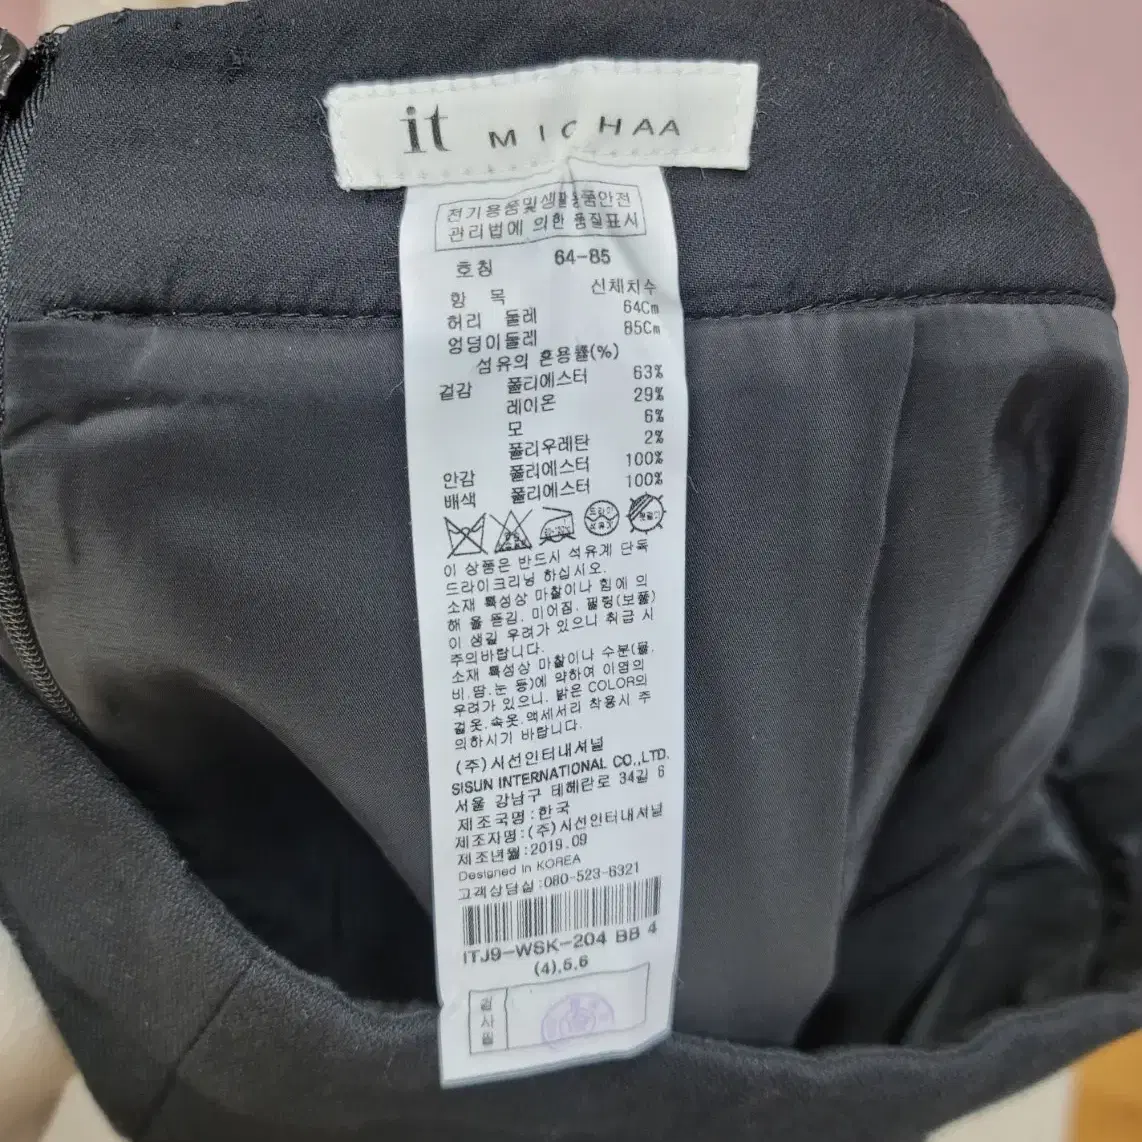 it MICHAA
전기용품및생활용품안전
관리법에 의한 품질표시
호칭 64-85
항 목 신체치수
허리 둘레 64Cm
엉덩이둘레 85Cm
섬유의 혼용률(%)
겉감 폴리에스터 63%
레이온 29%
모 6%
폴리우레탄 2%
안감 폴리에스터 100%
배색 폴리에스터 100%
이 상품은 반드시 석유계 단독
드라이크리닝 하십시오.
소재 특성상 마찰이나 힘에 의
해 올 뜯김, 미어짐, 필링(보풀)
이 생길 우려가 있으니 취급 시
주의바랍니다.
소재 특성상 마찰이나 수분(물,
비,땀,눈 등)에 약하여 이염의
우려가 있으니, 밝은 COLOR의
겉옷,속옷,액세서리 착용시 주
의하시기 바랍니다.
(주)시선인터내셔널
SISUN INTERNATIONAL CO.,LTD.
서울 강남구 테헤란로 34길 6
제조국명:한국
제조자명:(주)시선인터내셔널
제조년월:2019.09
Designed in KOREA
고객상담실:080-523-6321
ITJ9-WSK-204 BB 4
(4),5,6
검사필